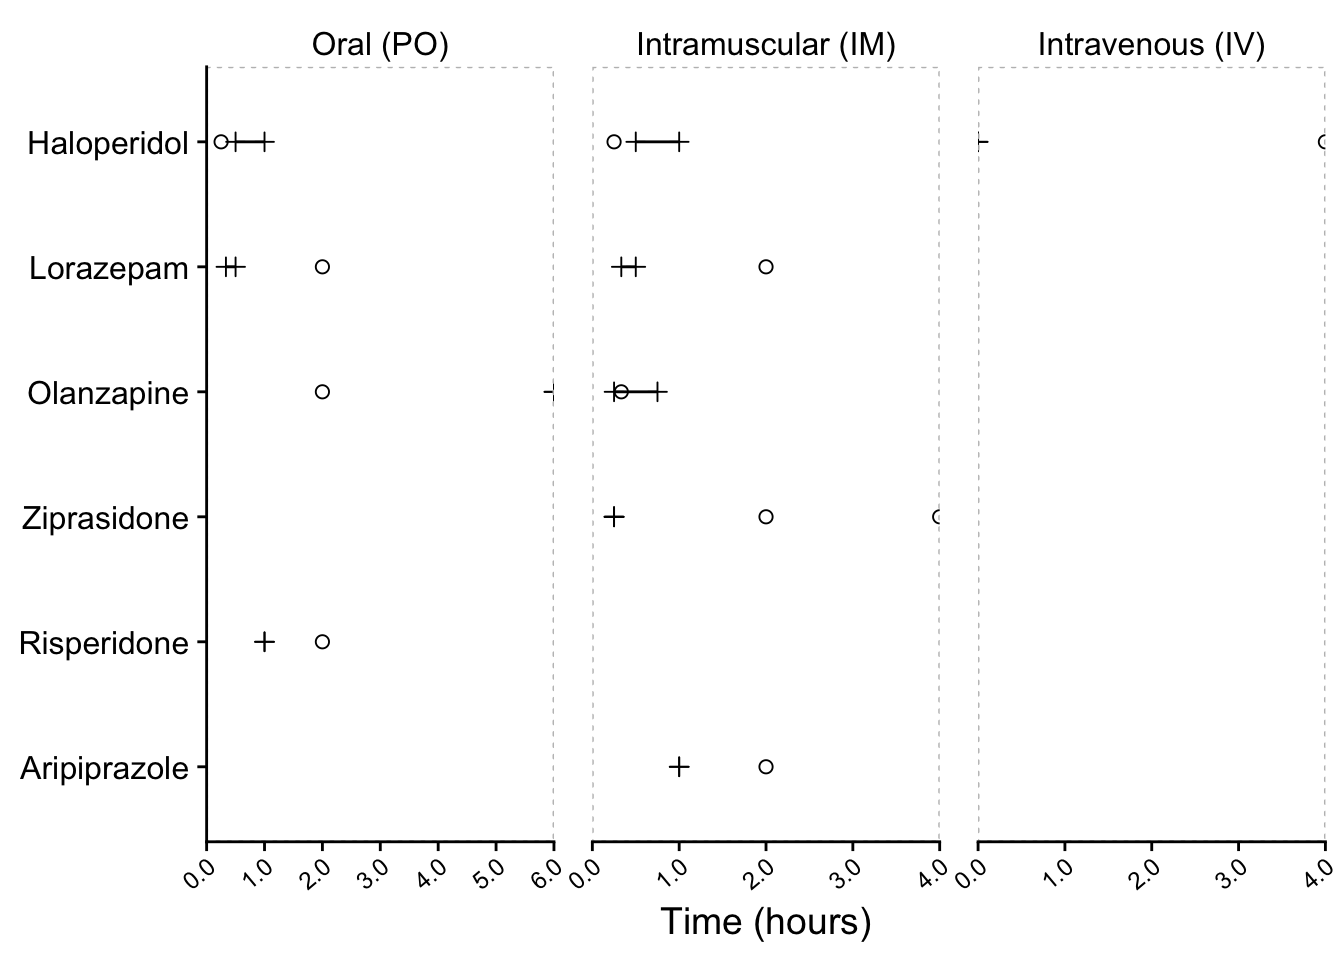 Oral (PO) Intramuscular (IM) Intravenous (IV)
Haloperidol
Lorazepam
Olanzapine
Ziprasidone
Risperidone
Aripiprazole
0.0 1.0 2.0 3.0 4.0 5.0 6.0 0.0 1.0 2.0 3.0 4.0 0.0 1.0 2.0 3.0 4.0
Time (hours)